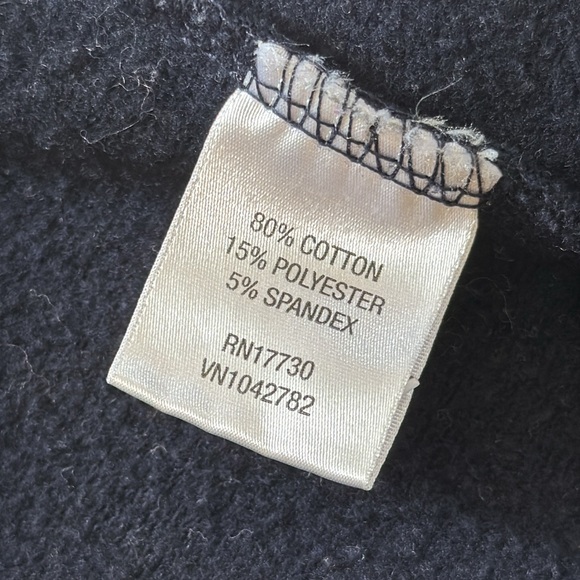 80% COTTON
15% POLYESTER
5% SPANDEX
RN17730
VN1042782